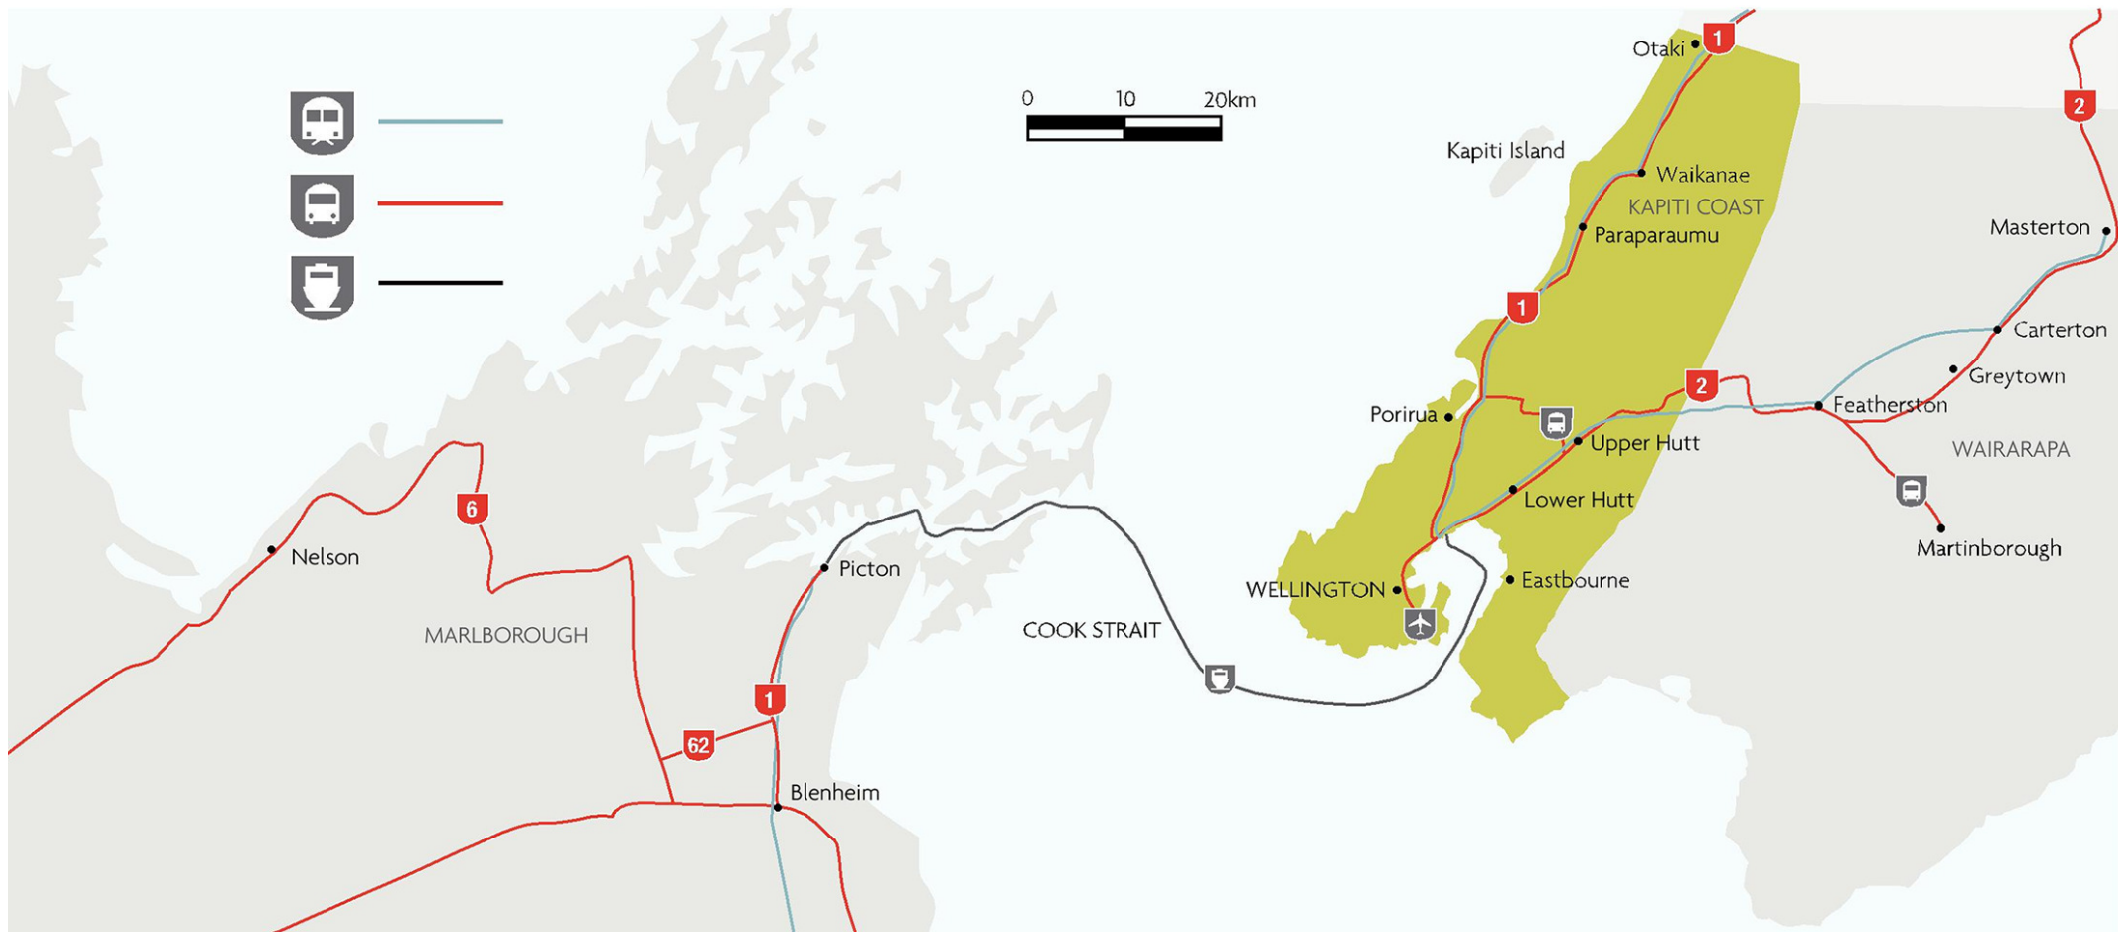 Otaki
1
0 10 20km
2
Kapiti Island
Waikanae
KAPITI COAST
Masterton
Paraparaumu
1
Carterton
Greytown
2
Featherston
Porirua
Upper Hutt
WAIRARAPA
6
Lower Hutt
Nelson
Picton
Martinborough
WELLINGTON
Eastbourne
MARLBOROUGH
COOK STRAIT
1
62
Blenheim